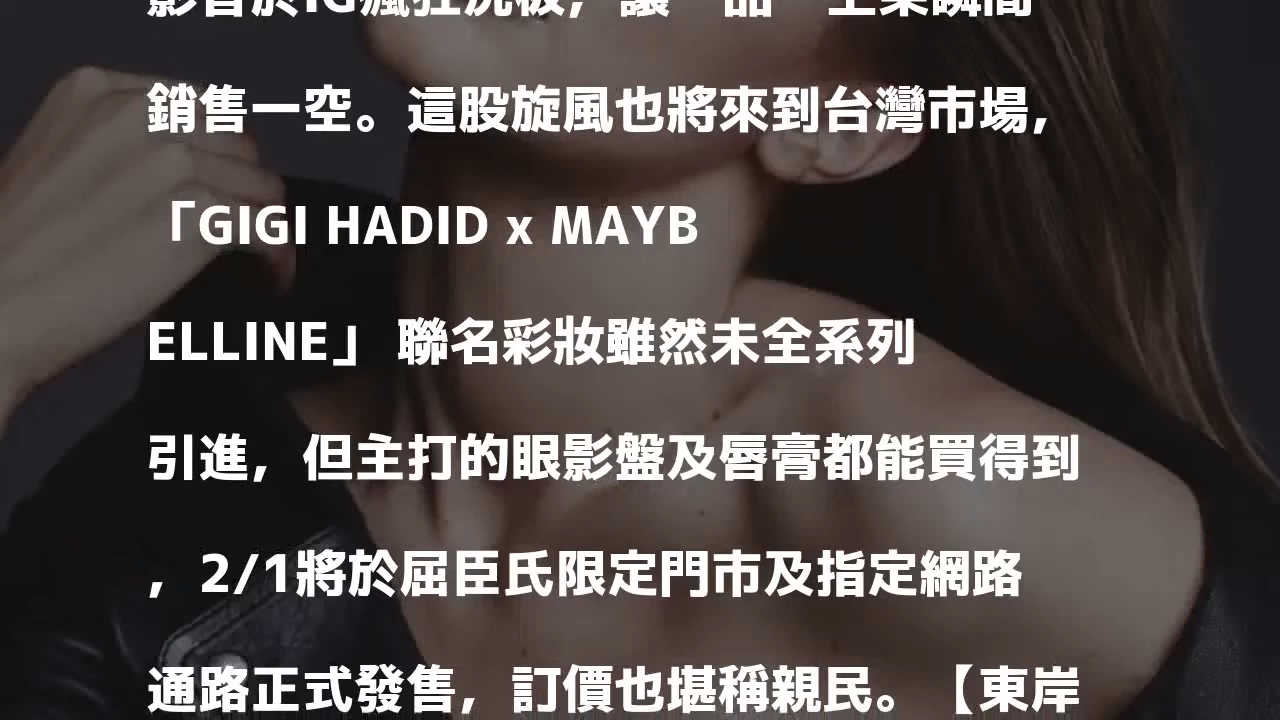 銷售一空。這股旋風也將來到台灣市場，
「GIGI HADID x MAYB
ELLINE」 聯名彩妝雖然未全系列
引進，但主打的眼影盤及唇膏都能買得到
，2/1將於屈臣氏限定門市及指定網路
通路正式發售，訂價也堪稱親民。【東岸